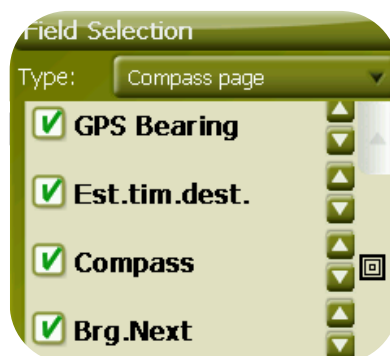 Field Selection
Type: Compass page
GPS Bearing
Est.tim.dest.
Compass
Brg.Next